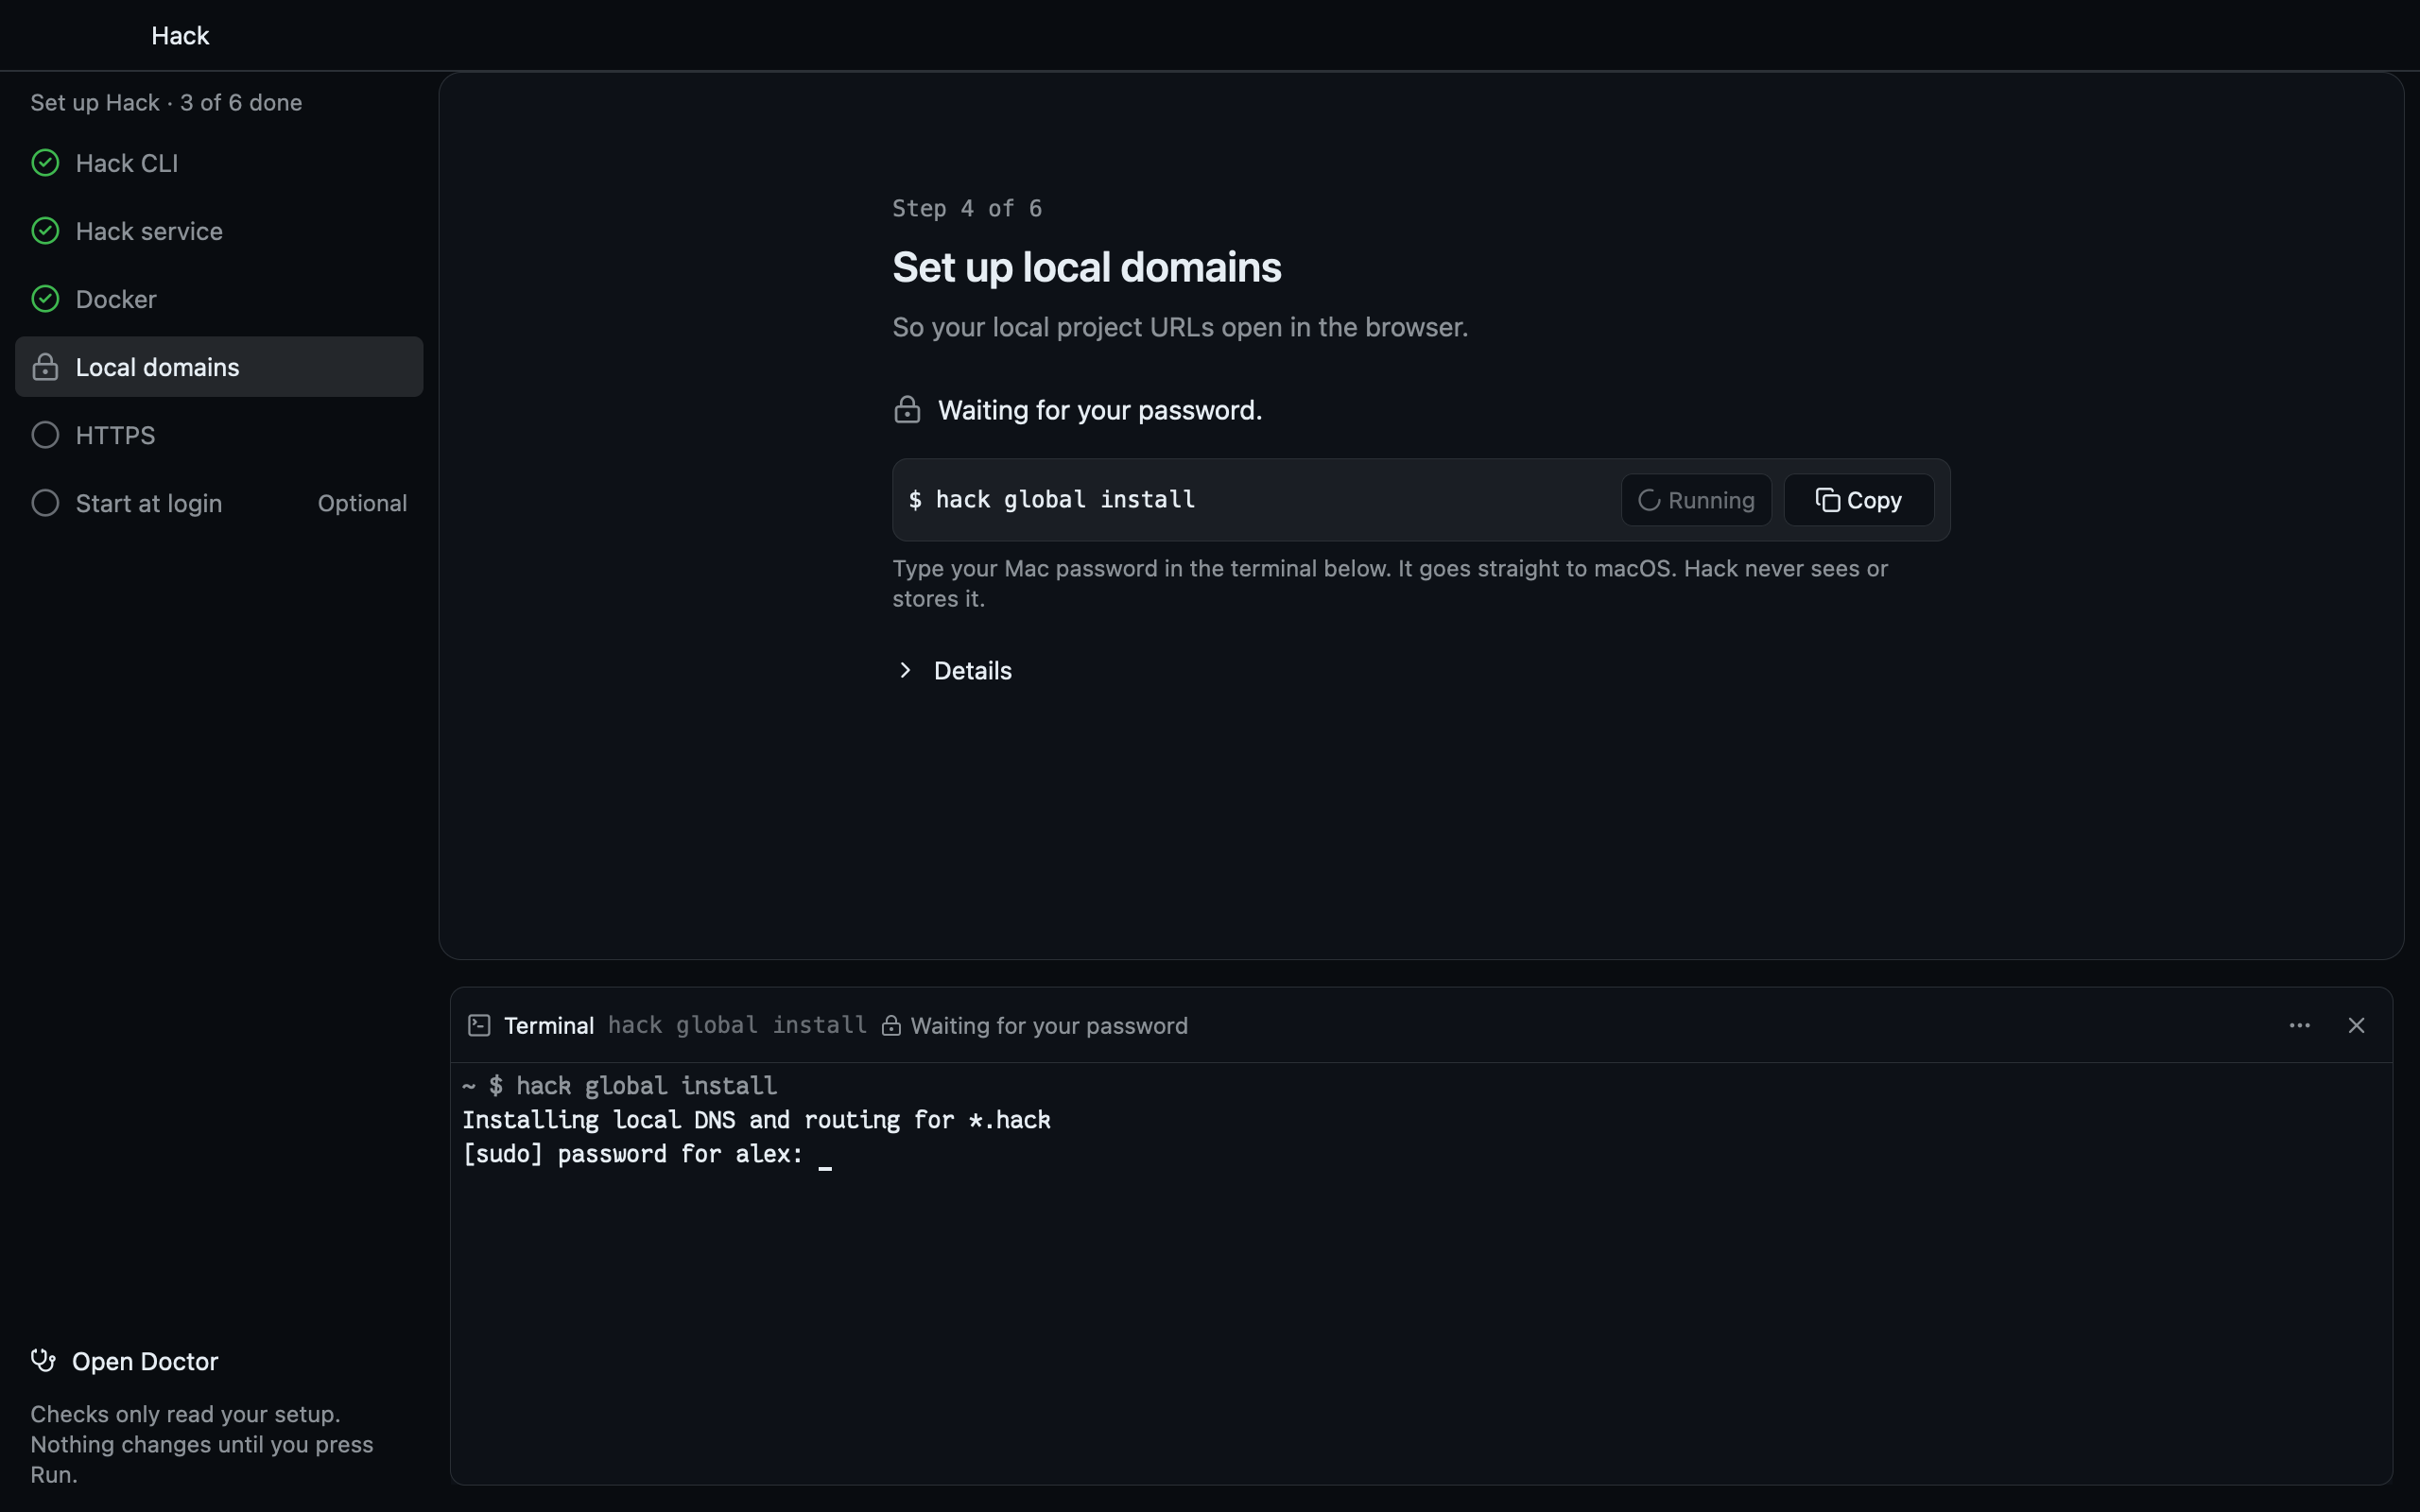 Hack
Set up Hack · 3 of 6 done
Hack CLI
Hack service
Docker
Local domains
HTTPS
Start at login Optional
Open Doctor
Checks only read your setup.
Nothing changes until you press
Run.
Step 4 of 6
Set up local domains
So your local project URLs open in the browser.
Waiting for your password.
$ hack global install Running Copy
Type your Mac password in the terminal below. It goes straight to macOS. Hack never sees or
stores it.
Details
Terminal hack global install Waiting for your password
~ $ hack global install
Installing local DNS and routing for *.hack
[sudo] password for alex: _